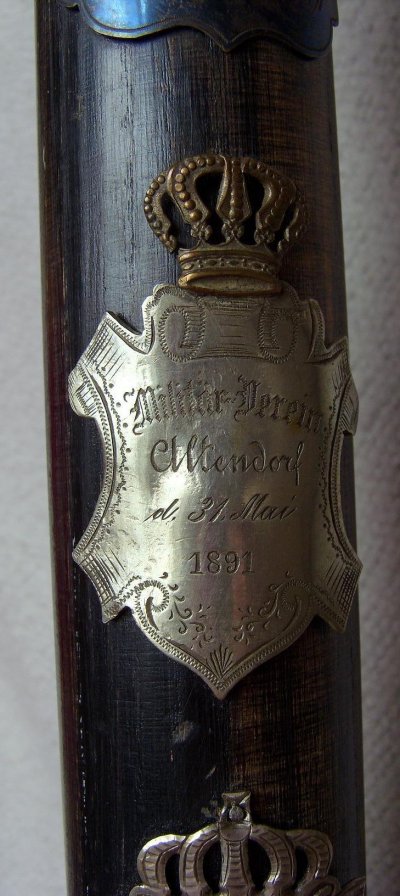 Militär-Verein
Altendorf
d. 31. Mai
1891